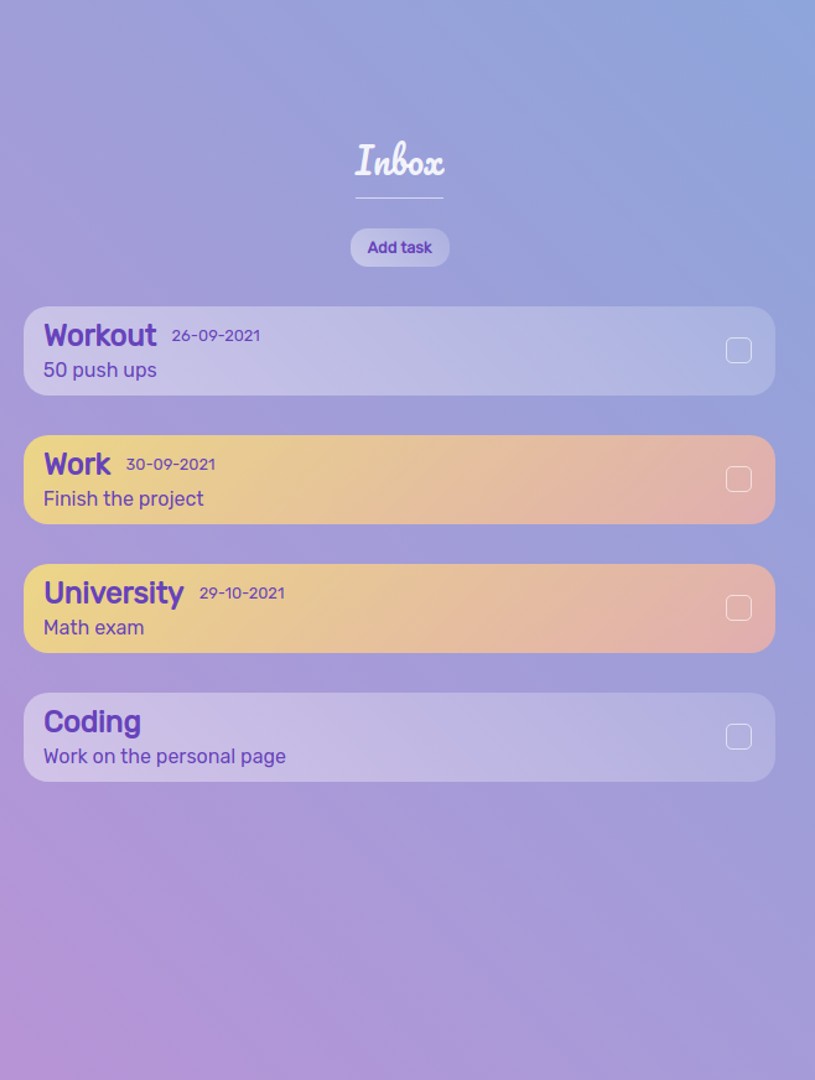 Inbox
Add task
Workout 26-09-2021
50 push ups
Work 30-09-2021
Finish the project
University 29-10-2021
Math exam
Coding
Work on the personal page